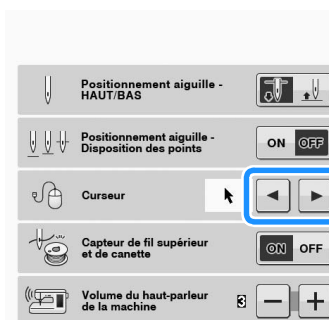 Positionnement aiguille -
HAUT/BAS
Positionnement aiguille -
Disposition des points
ON OFF
Curseur
Capteur de fil supérieur
et de canette
ON OFF
Volume du haut-parleur
de la machine
3 − +